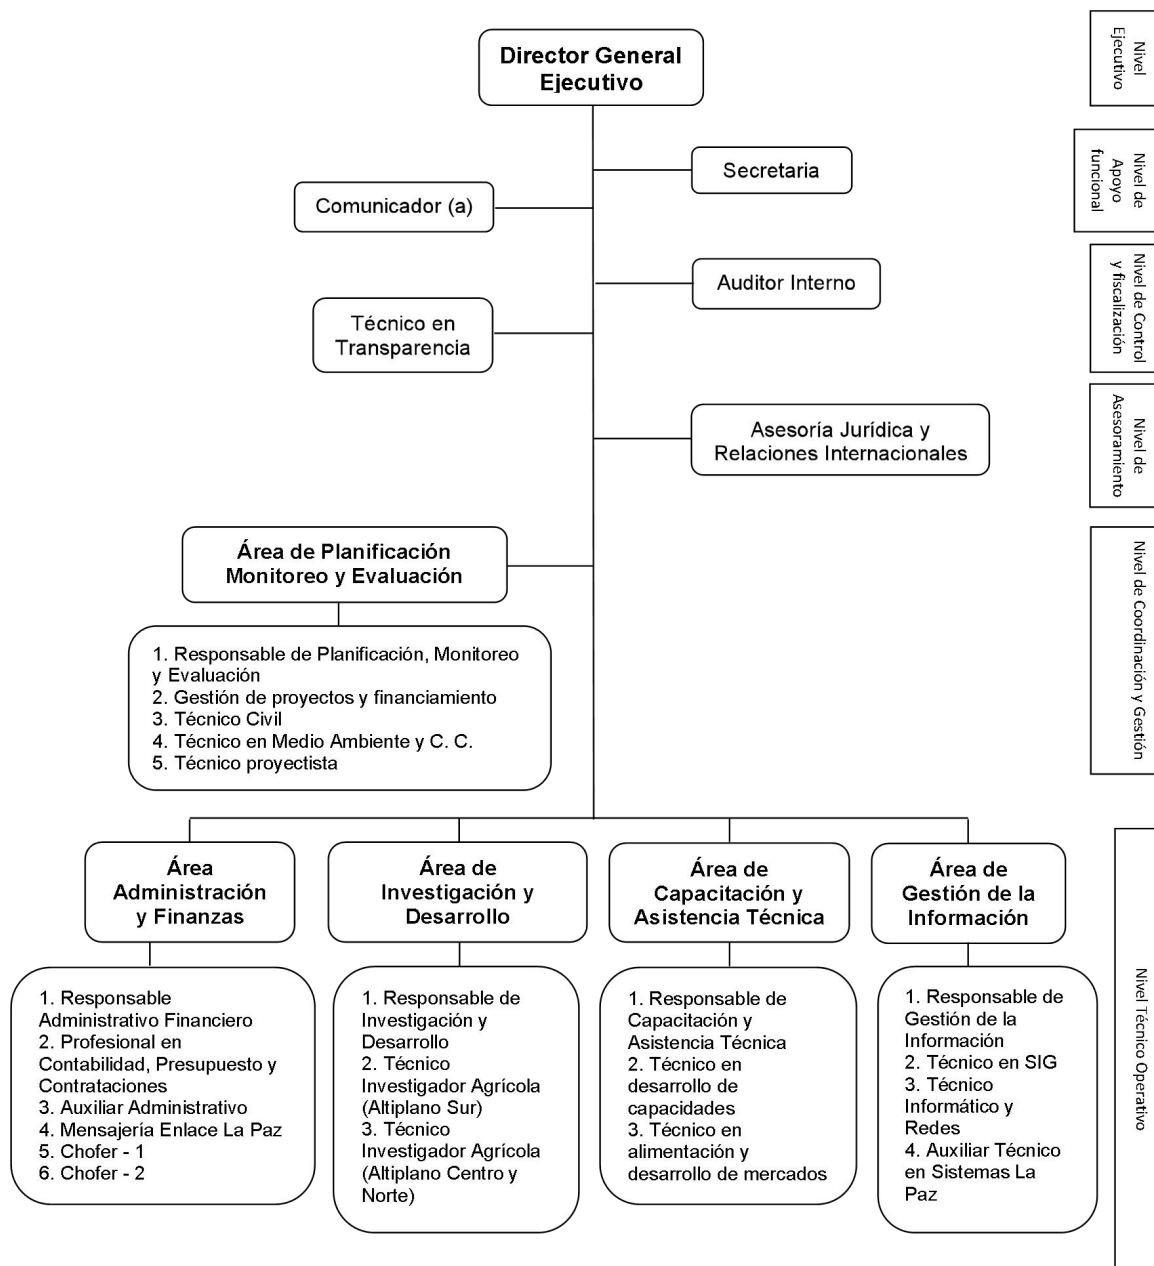 Director General
Ejecutivo
Nivel
Ejecutivo
Secretaria
Comunicador (a)
Nivel de
Apoyo
funcional
Auditor Interno
Técnico en
Transparencia
Nivel de Control
y fiscalización
Asesoría Jurídica y
Relaciones Internacionales
Nivel de
Asesoramiento
Área de Planificación
Monitoreo y Evaluación
1. Responsable de Planificación, Monitoreo
y Evaluación
2. Gestión de proyectos y financiamiento
3. Técnico Civil
4. Técnico en Medio Ambiente y C. C.
5. Técnico proyectista
Nivel de Coordinación y Gestión
Área
Administración
y Finanzas
1. Responsable
Administrativo Financiero
2. Profesional en
Contabilidad, Presupuesto y
Contrataciones
3. Auxiliar Administrativo
4. Mensajería Enlace La Paz
5. Chofer - 1
6. Chofer - 2
Área de
Investigación y
Desarrollo
1. Responsable de
Investigación y
Desarrollo
2. Técnico
Investigador Agrícola
(Altiplano Sur)
3. Técnico
Investigador Agrícola
(Altiplano Centro y
Norte)
Área de
Capacitación y
Asistencia Técnica
1. Responsable de
Capacitación y
Asistencia Técnica
2. Técnico en
desarrollo de
capacidades
3. Técnico en
alimentación y
desarrollo de mercados
Área de
Gestión de la
Información
1. Responsable de
Gestión de la
Información
2. Técnico en SIG
3. Técnico
Informático y
Redes
4. Auxiliar Técnico
en Sistemas La
Paz
Nivel Técnico Operativo